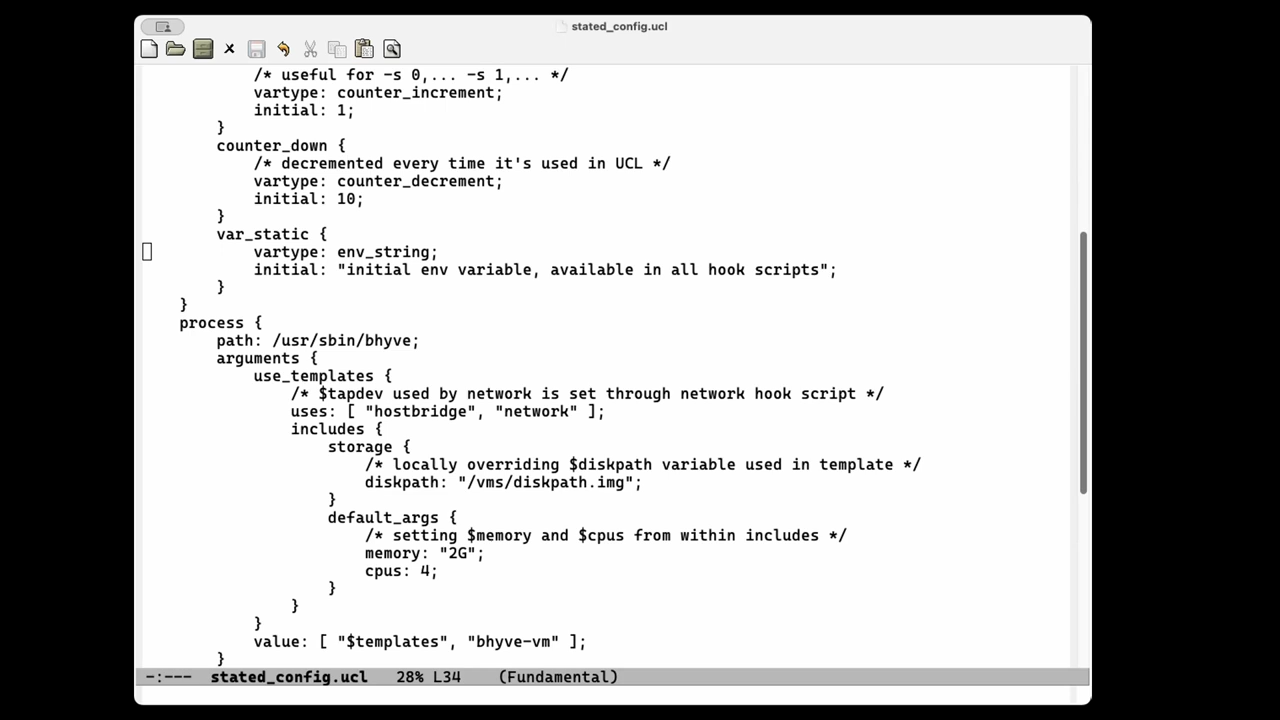 stated_config.ucl
/* useful for -s 0,... -s 1,... */
vartype: counter_increment;
initial: 1;
}
counter_down {
/* decremented every time it's used in UCL */
vartype: counter_decrement;
initial: 10;
}
var_static {
vartype: env_string;
initial: "initial env variable, available in all hook scripts";
}
}
process {
path: /usr/sbin/bhyve;
arguments {
use_templates {
/* $tapdev used by network is set through network hook script */
uses: [ "hostbridge", "network" ];
includes {
storage {
/* locally overriding $diskpath variable used in template */
diskpath: "/vms/diskpath.img";
}
default_args {
/* setting $memory and $cpus from within includes */
memory: "2G";
cpus: 4;
}
}
}
value: [ "$templates", "bhyve-vm" ];
}
-:--- stated_config.ucl 28% L34 (Fundamental)